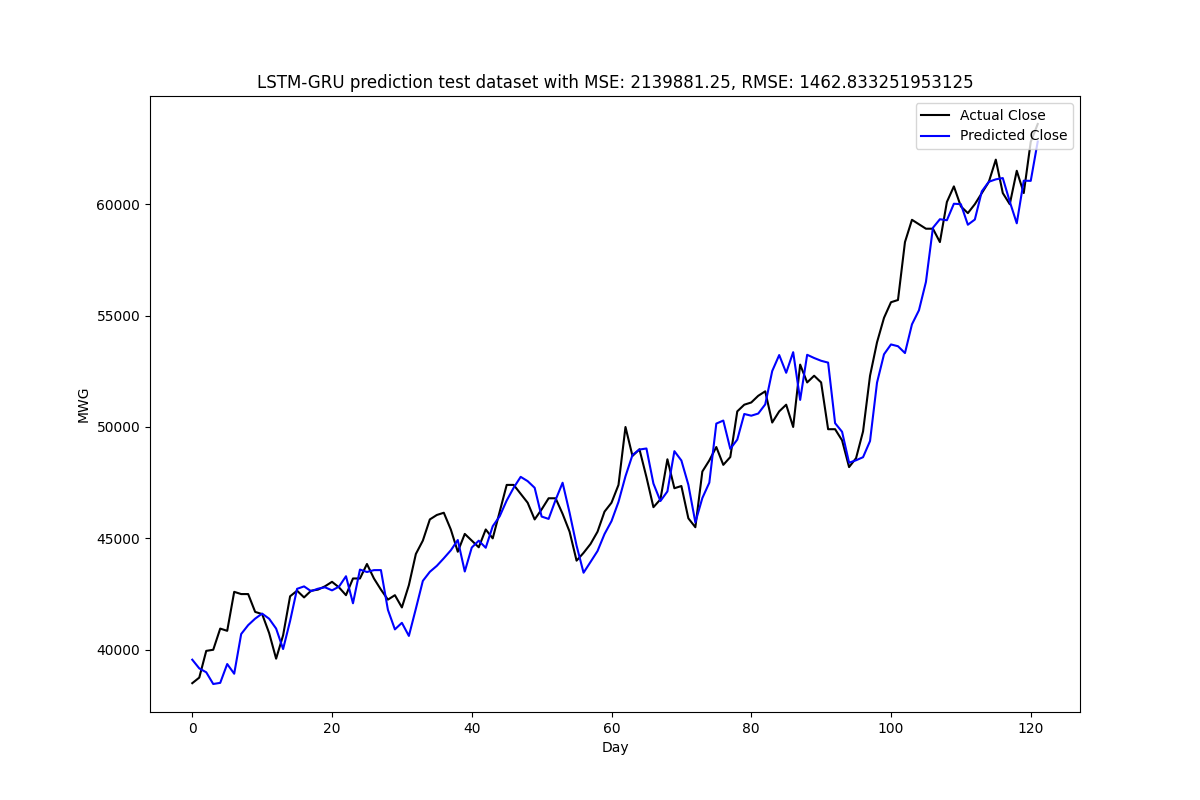 LSTM-GRU prediction test dataset with MSE: 2139881.25, RMSE: 1462.833251953125
Actual Close
Predicted Close
60000
55000
50000
45000
40000
MWG
0 20 40 60 80 100 120
Day